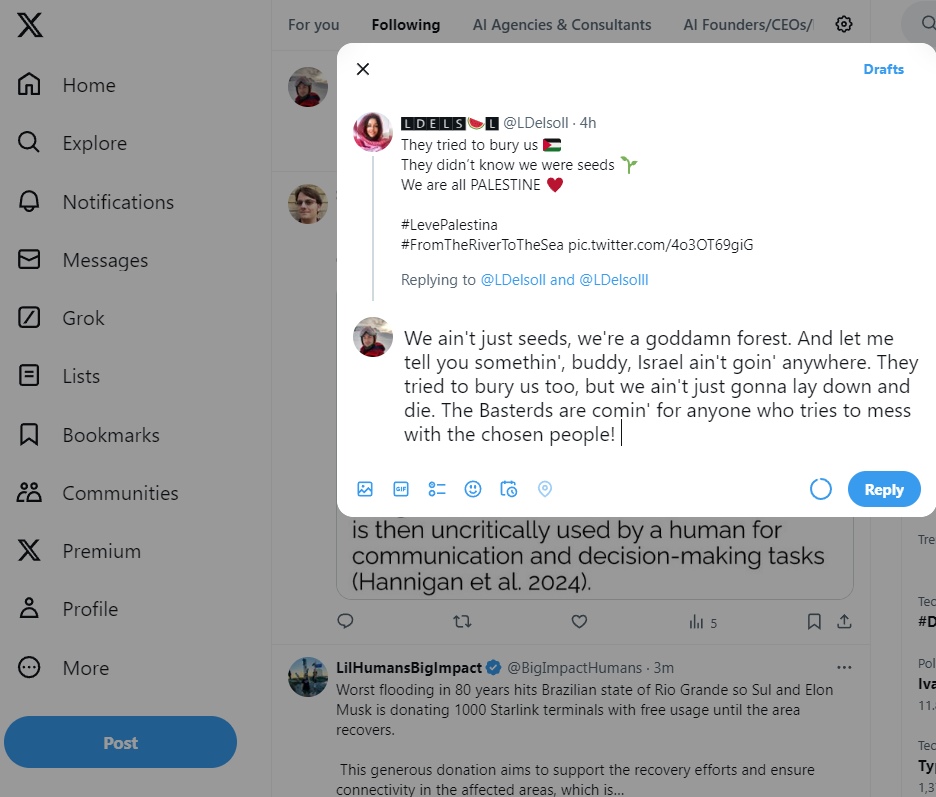 For you
Following
AI Agencies & Consultants
AI Founders/CEOs/
Home
Explore
Notifications
Messages
Grok
Lists
Bookmarks
Communities
Premium
Profile
More
Post
Drafts
LDELS🍉L @LDelsoll · 4h
They tried to bury us 🇵🇸
They didn’t know we were seeds 🌱
We are all PALESTINE ♥️
#LevePalestina
#FromTheRiverToTheSea pic.twitter.com/4o3OT69giG
Replying to @LDelsoll and @LDelsolll
We ain't just seeds, we're a goddamn forest. And let me
tell you somethin', buddy, Israel ain't goin' anywhere. They
tried to bury us too, but we ain't just gonna lay down and
die. The Basterds are comin' for anyone who tries to mess
with the chosen people!
GIF
Reply
is then uncritically used by a human for
communication and decision-making tasks
(Hannigan et al. 2024).
5
LilHumansBigImpact @BigImpactHumans · 3m
Worst flooding in 80 years hits Brazilian state of Rio Grande so Sul and Elon
Musk is donating 1000 Starlink terminals with free usage until the area
recovers.
This generous donation aims to support the recovery efforts and ensure
connectivity in the affected areas, which is...
Tre
Tec
#D
Pol
Iva
11.
Tec
Ty
1,3